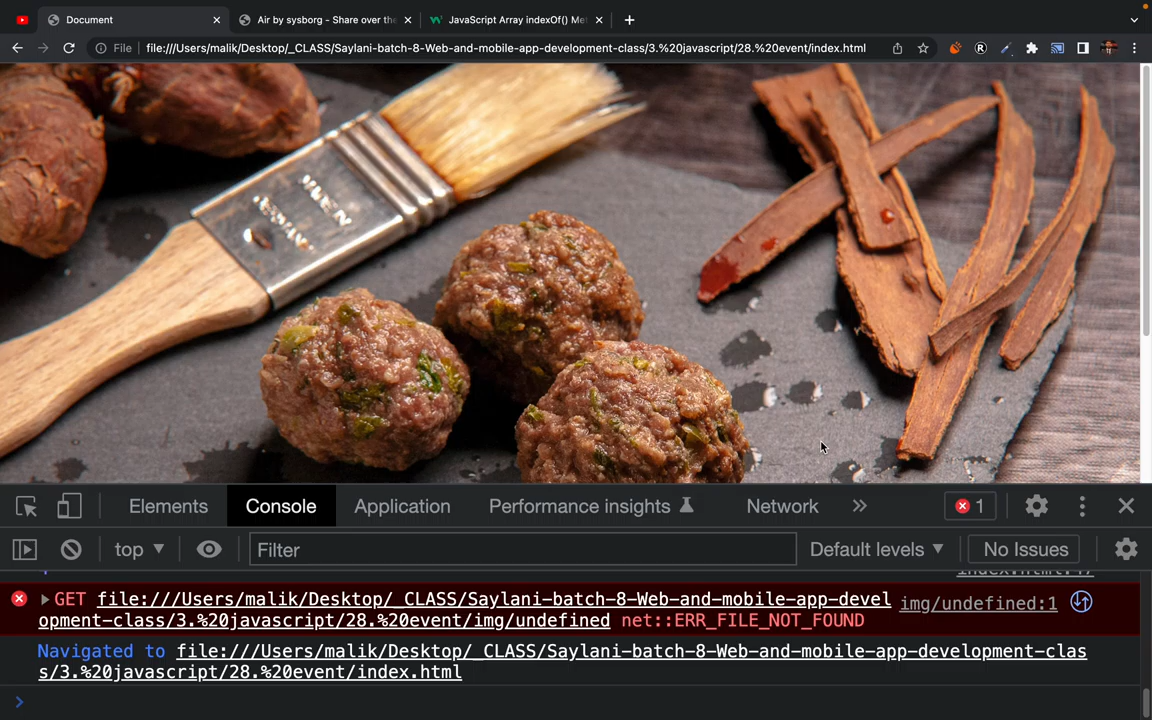 Document
Air by sysborg - Share over the
JavaScript Array indexOf() Me
File
file:///Users/malik/Desktop/_CLASS/Saylani-batch-8-Web-and-mobile-app-development-class/3.%20javascript/28.%20event/index.html
Elements
Console
Application
Performance insights
Network
1
top
Filter
Default levels
No Issues
GET file:///Users/malik/Desktop/_CLASS/Saylani-batch-8-Web-and-mobile-app-devel
img/undefined:1
opment-class/3.%20javascript/28.%20event/img/undefined net::ERR_FILE_NOT_FOUND
Navigated to file:///Users/malik/Desktop/_CLASS/Saylani-batch-8-Web-and-mobile-app-development-clas
s/3.%20javascript/28.%20event/index.html